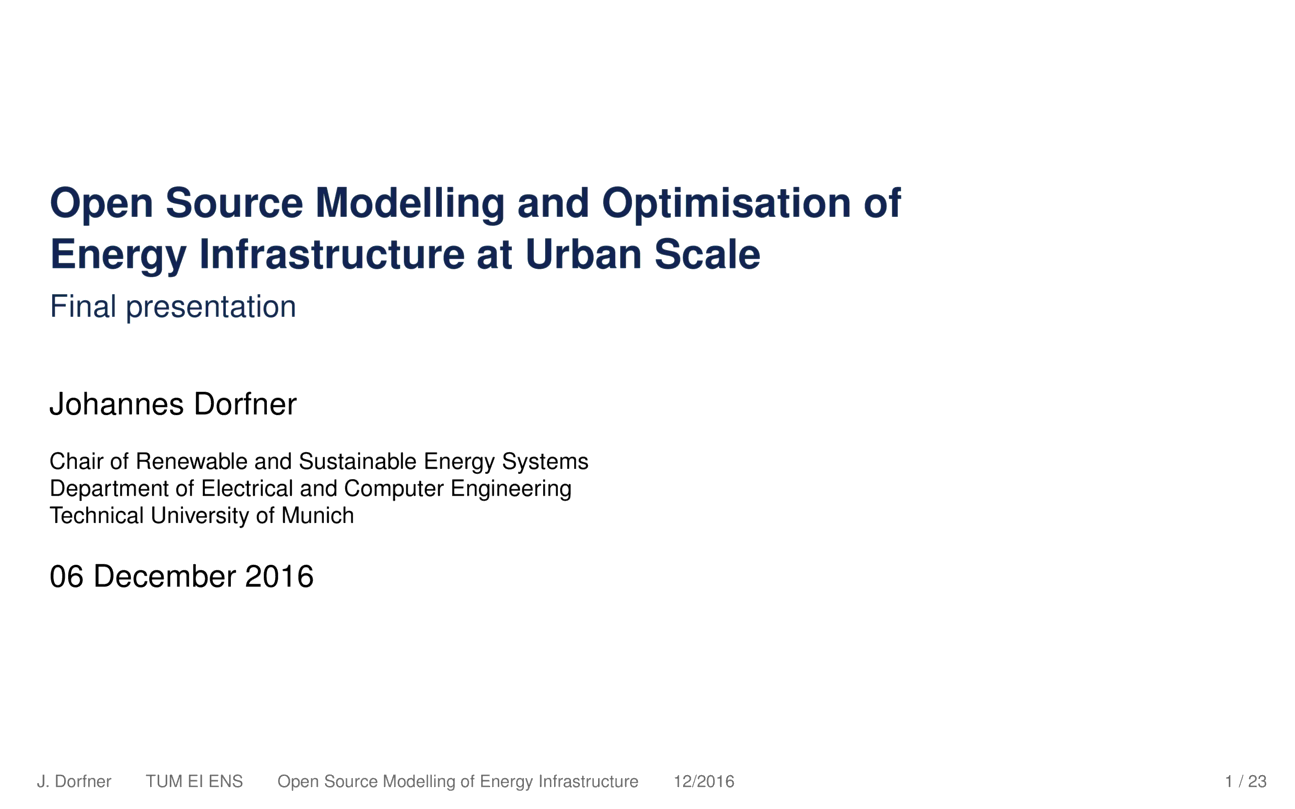 Open Source Modelling and Optimisation of
Energy Infrastructure at Urban Scale
Final presentation
Johannes Dorfner
Chair of Renewable and Sustainable Energy Systems
Department of Electrical and Computer Engineering
Technical University of Munich
06 December 2016
J. Dorfner TUM EI ENS Open Source Modelling of Energy Infrastructure 12/2016 1 / 23